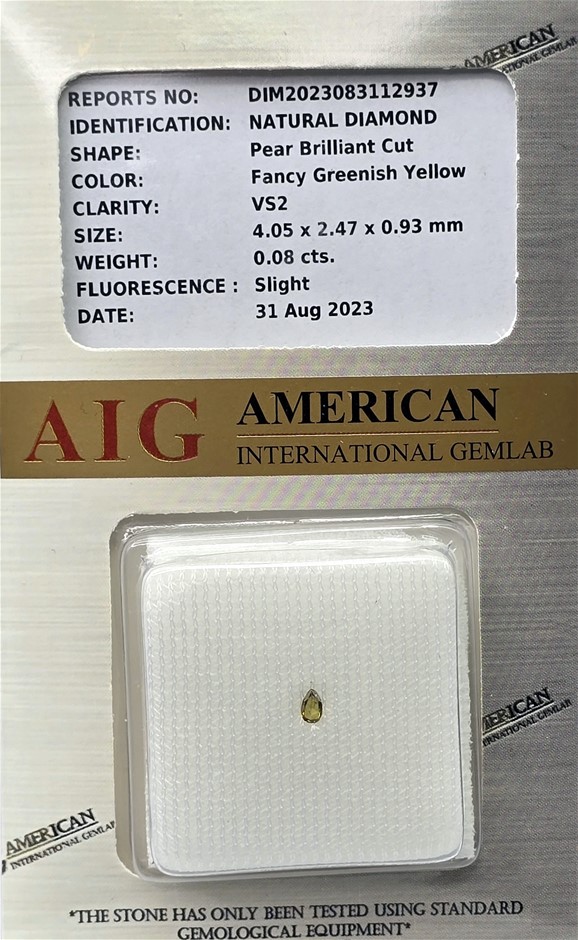 AMERICAN
INTERNATIONAL GEMLAB
REPORTS NO: DIM2023083112937
IDENTIFICATION: NATURAL DIAMOND
SHAPE: Pear Brilliant Cut
COLOR: Fancy Greenish Yellow
CLARITY: VS2
SIZE: 4.05 x 2.47 x 0.93 mm
WEIGHT: 0.08 cts.
FLUORESCENCE : Slight
DATE: 31 Aug 2023
AIG AMERICAN
INTERNATIONAL GEMLAB
AMERICAN
INTERNATIONAL GEMLAB
AMERICAN
INTERNATIONAL GEMLAB
*THE STONE HAS ONLY BEEN TESTED USING STANDARD
GEMOLOGICAL EQUIPMENT*